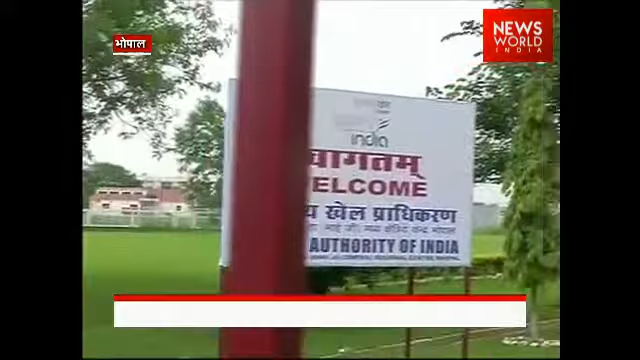 भोपाल
NEWS
WORLD
INDIA
india
वागतम्
ELCOME
य खेल प्राधिकरण
AUTHORITY OF INDIA